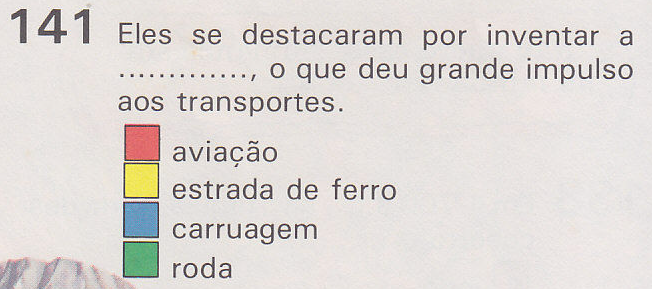 141 Eles se destacaram por inventar a
............., o que deu grande impulso
aos transportes.
aviação
estrada de ferro
carruagem
roda